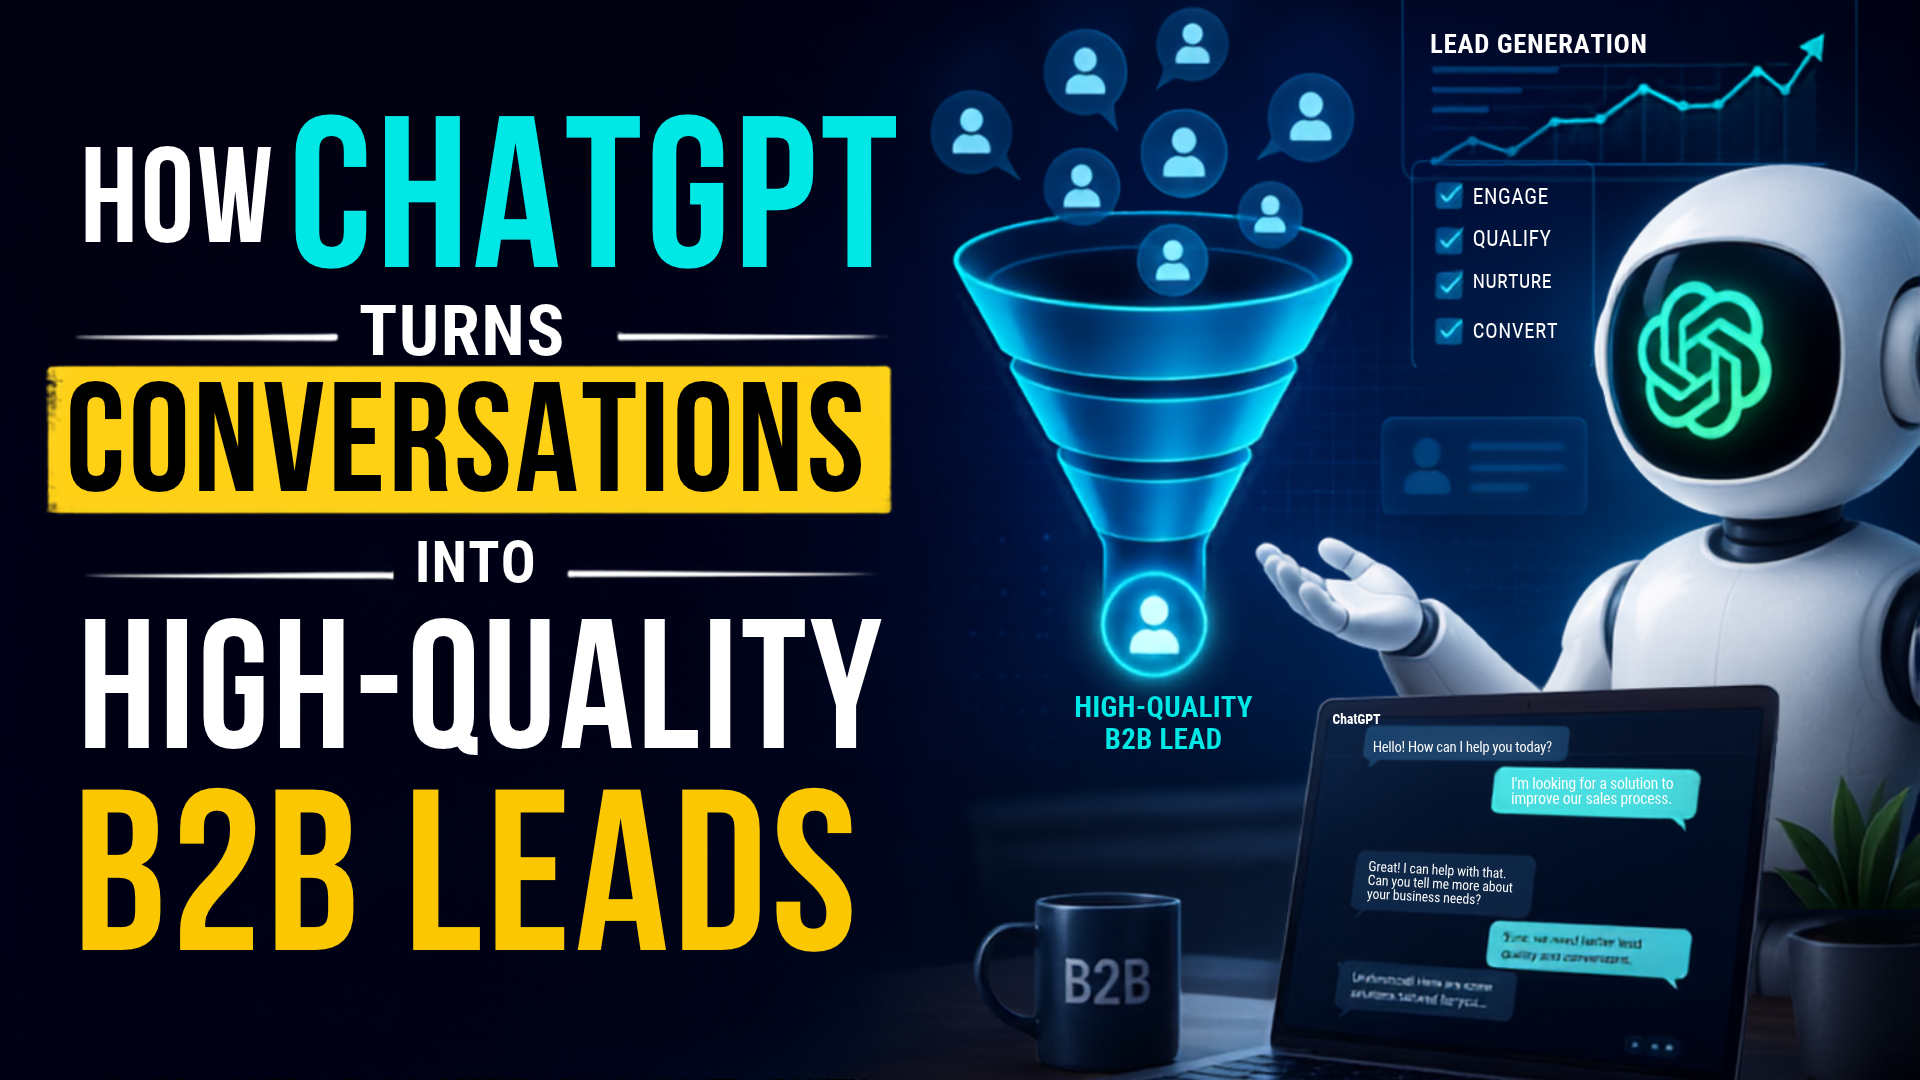 HOW CHATGPT
TURNS
CONVERSATIONS
INTO
HIGH-QUALITY
B2B LEADS
LEAD GENERATION
ENGAGE
QUALIFY
NURTURE
CONVERT
HIGH-QUALITY
B2B LEAD
ChatGPT
Hello! How can I help you today?
I'm looking for a solution to
improve our sales process.
Great! I can help with that.
Can you tell me more about
your business needs?
B2B